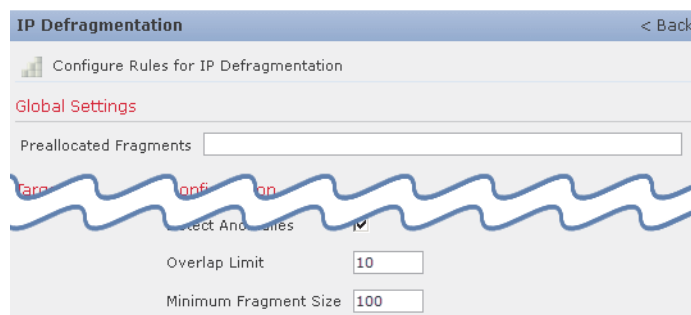 IP Defragmentation < Back
Configure Rules for IP Defragmentation
Global Settings
Preallocated Fragments
Overlap Limit 10
Minimum Fragment Size 100